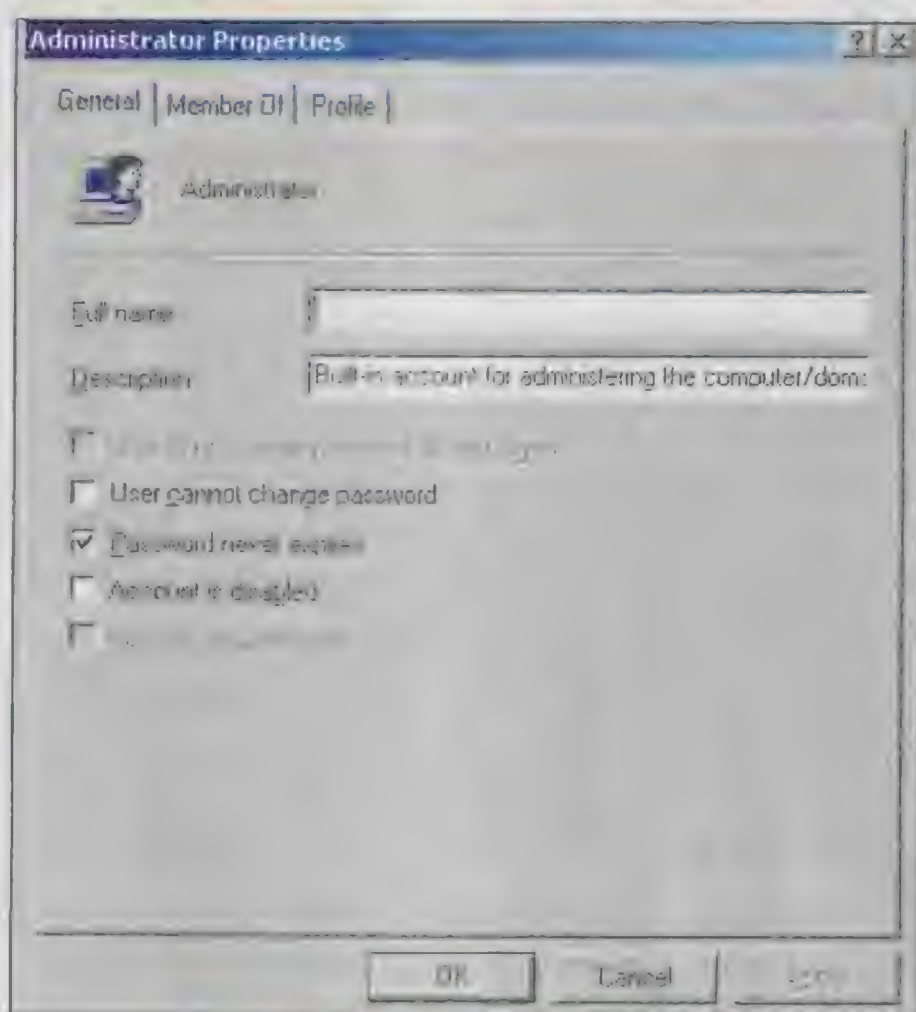 Administrator Properties
General
Member Of
Profile
Administrator
Full name
Description
Built-in account for administering the computer/dom
User cannot change password
Password never expires
Account is disabled
OK
Cancel
Apply